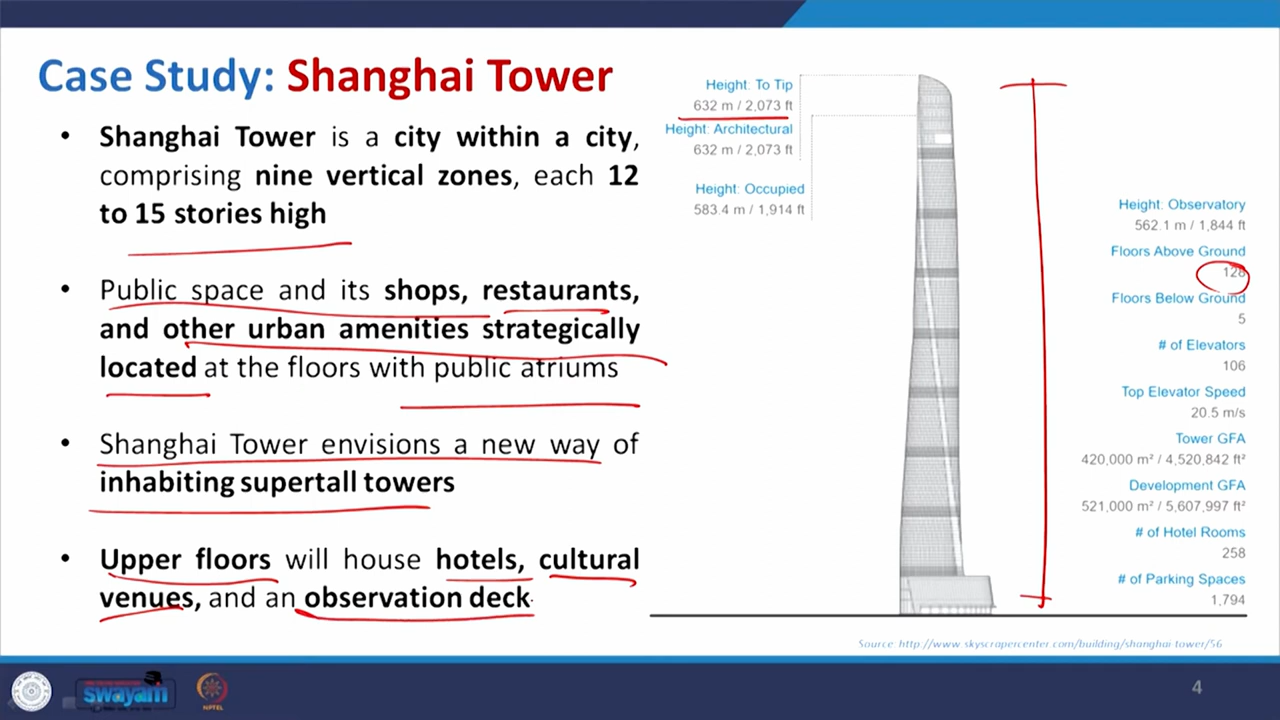 Case Study: Shanghai Tower
• Shanghai Tower is a city within a city,
comprising nine vertical zones, each 12
to 15 stories high
• Public space and its shops, restaurants,
and other urban amenities strategically
located at the floors with public atriums
• Shanghai Tower envisions a new way of
inhabiting supertall towers
• Upper floors will house hotels, cultural
venues, and an observation deck
Height: To Tip
632 m / 2,073 ft
Height: Architectural
632 m / 2,073 ft
Height: Occupied
583.4 m / 1,914 ft
Height: Observatory
562.1 m / 1,844 ft
Floors Above Ground
128
Floors Below Ground
5
# of Elevators
106
Top Elevator Speed
20.5 m/s
Tower GFA
420,000 m² / 4,520,842 ft²
Development GFA
521,000 m² / 5,607,997 ft²
# of Hotel Rooms
258
# of Parking Spaces
1,794
Source: http://www.skyscrapercenter.com/building/shanghai-tower/56
swayam
NPTEL
4